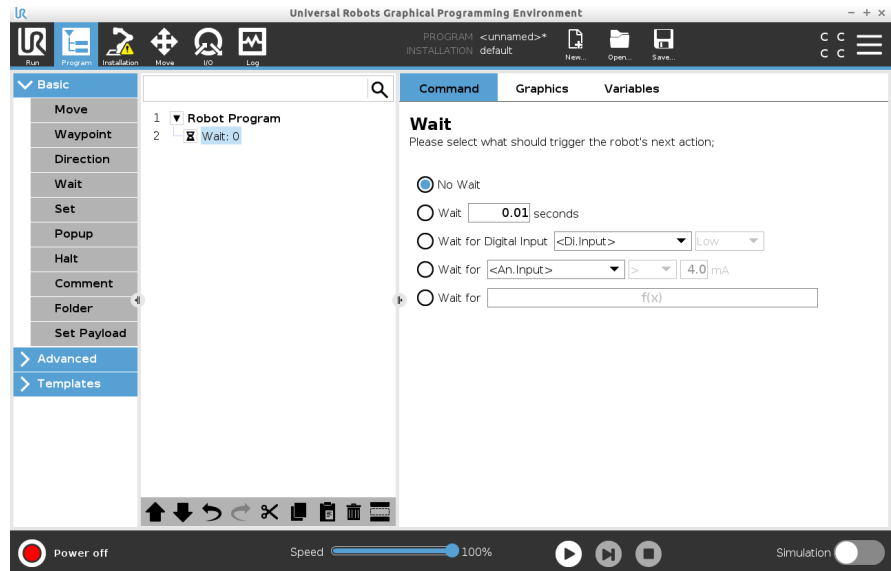 UR Universal Robots Graphical Programming Environment
UR Run Program Installation Move I/O Log
PROGRAM <unnamed>*
INSTALLATION default
New... Open... Save...
C C
C C
Basic
Move
Waypoint
Direction
Wait
Set
Popup
Halt
Comment
Folder
Set Payload
Advanced
Templates
1 Robot Program
2 Wait: 0
Command Graphics Variables
Wait
Please select what should trigger the robot's next action;
No Wait
Wait 0.01 seconds
Wait for Digital Input <Di.Input> Low
Wait for <An.Input> > 4.0 mA
Wait for f(x)
Power off Speed 100% Simulation